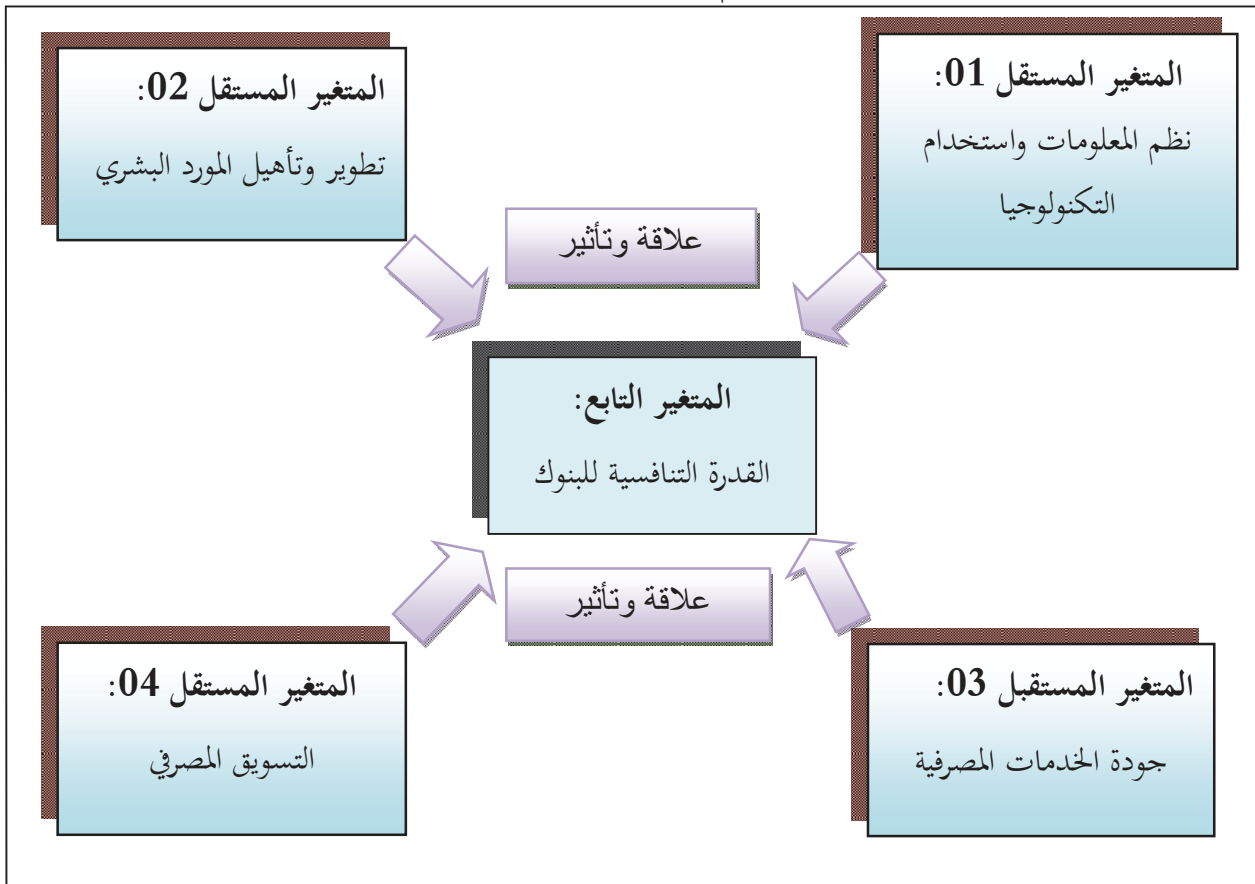 المتغير المستقل 01:
نظم المعلومات واستخدام
التكنولوجيا
المتغير المستقل 02:
تطوير وتأهيل المورد البشري
علاقة وتأثير
المتغير التابع:
القدرة التنافسية للبنوك
علاقة وتأثير
المتغير المستقبل 03:
جودة الخدمات المصرفية
المتغير المستقل 04:
التسويق المصرفي